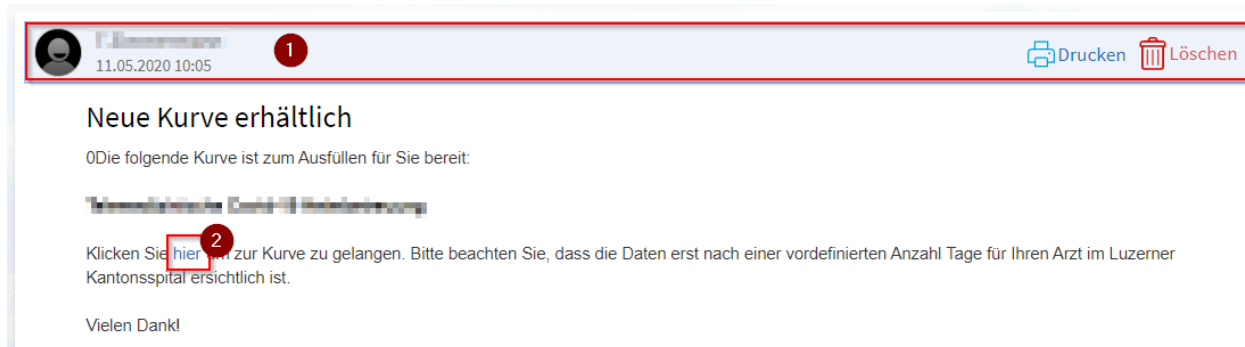 1
11.05.2020 10:05
Drucken Löschen
Neue Kurve erhältlich
0Die folgende Kurve ist zum Ausfüllen für Sie bereit:
2
Klicken Sie hier zur Kurve zu gelangen. Bitte beachten Sie, dass die Daten erst nach einer vordefinierten Anzahl Tage für Ihren Arzt im Luzerner
Kantonsspital ersichtlich ist.
Vielen Dank!